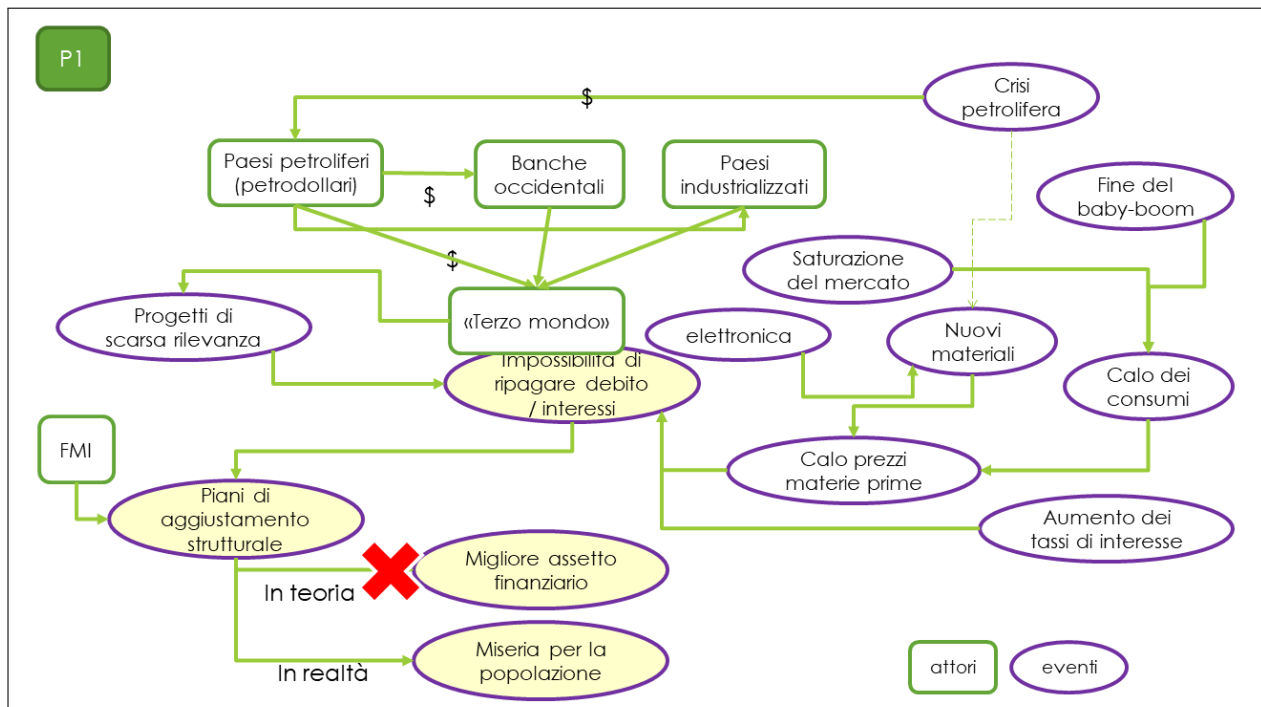 P1
Crisi
petrolifera
$
Paesi petroliferi
(petrodollari)
$
Banche
occidentali
Paesi
industrializzati
Fine del
baby-boom
$
Saturazione
del mercato
Progetti di
scarsa rilevanza
«Terzo mondo»
elettronica
Nuovi
materiali
Impossibilità di
ripagare debito
/ interessi
Calo dei
consumi
FMI
Calo prezzi
materie prime
Piani di
aggiustamento
strutturale
Aumento dei
tassi di interesse
In teoria
Migliore assetto
finanziario
In realtà
Miseria per la
popolazione
attori
eventi